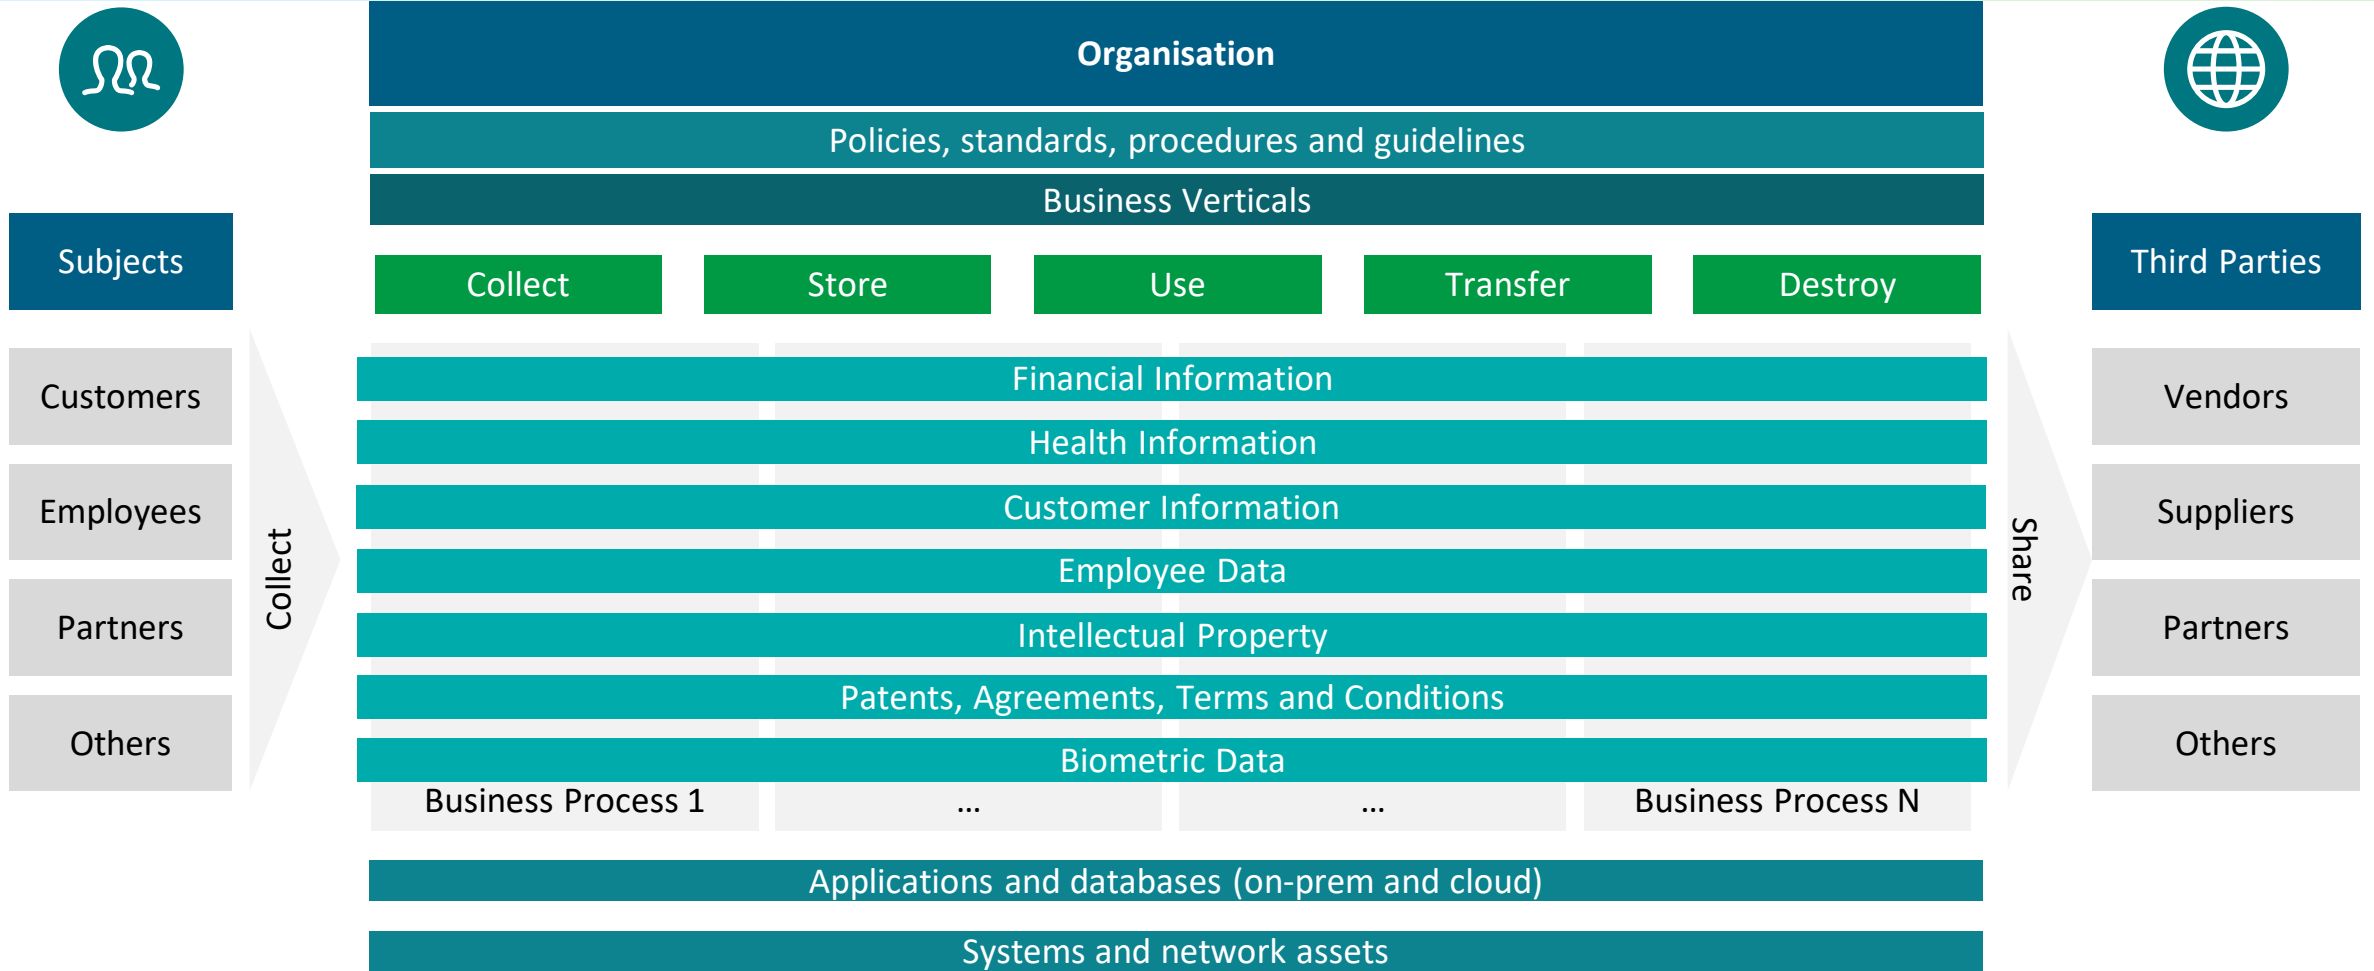 Organisation
Policies, standards, procedures and guidelines
Business Verticals
Subjects
Customers
Employees
Partners
Others
Collect
Collect
Store
Use
Transfer
Destroy
Financial Information
Health Information
Customer Information
Employee Data
Intellectual Property
Patents, Agreements, Terms and Conditions
Biometric Data
Business Process 1
...
...
Business Process N
Applications and databases (on-prem and cloud)
Systems and network assets
Share
Third Parties
Vendors
Suppliers
Partners
Others